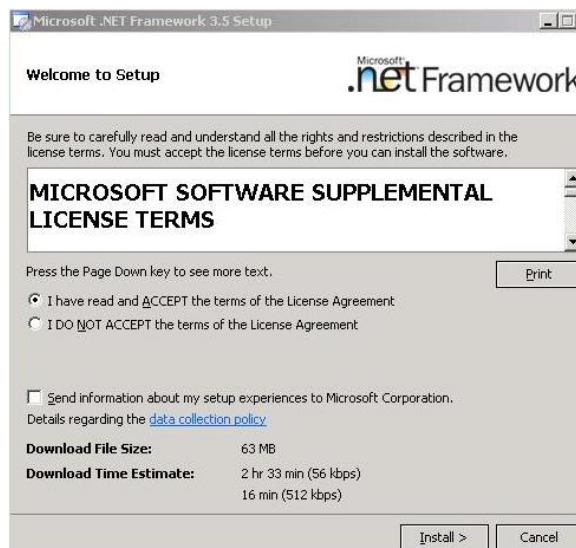 Microsoft .NET Framework 3.5 Setup
Welcome to Setup
Microsoft
.net Framework
Be sure to carefully read and understand all the rights and restrictions described in the
license terms. You must accept the license terms before you can install the software.
MICROSOFT SOFTWARE SUPPLEMENTAL
LICENSE TERMS
Press the Page Down key to see more text.
Print
I have read and ACCEPT the terms of the License Agreement
I DO NOT ACCEPT the terms of the License Agreement
Send information about my setup experiences to Microsoft Corporation.
Details regarding the data collection policy
Download File Size: 63 MB
Download Time Estimate: 2 hr 33 min (56 kbps)
16 min (512 kbps)
Install > Cancel